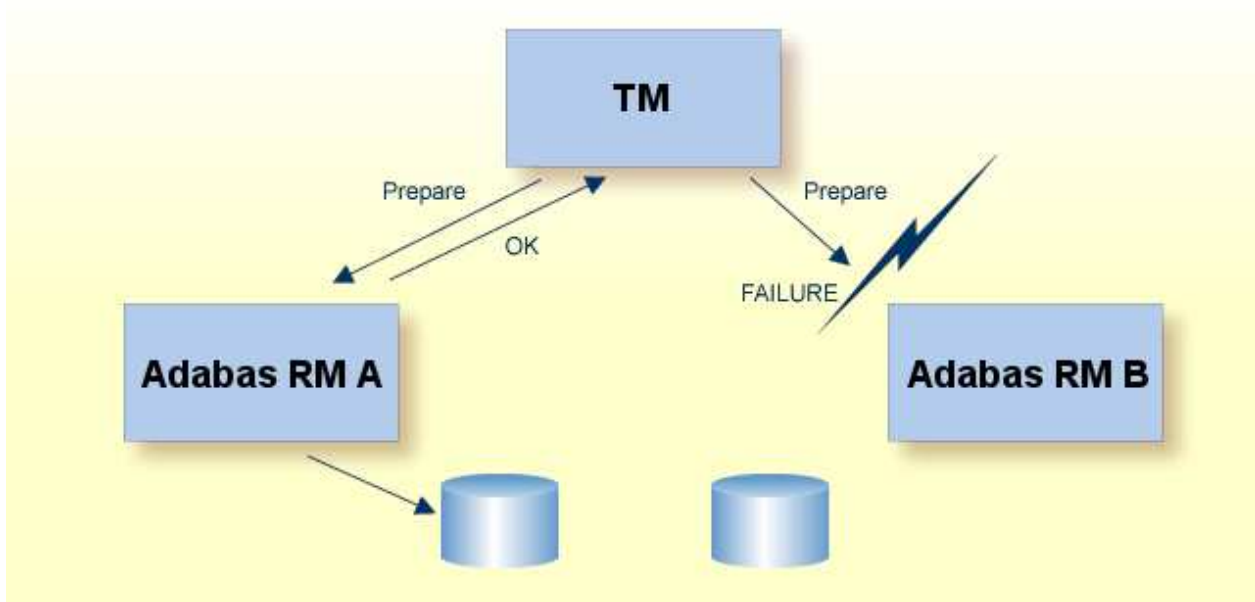 TM
Prepare
Prepare
OK
FAILURE
Adabas RM A
Adabas RM B